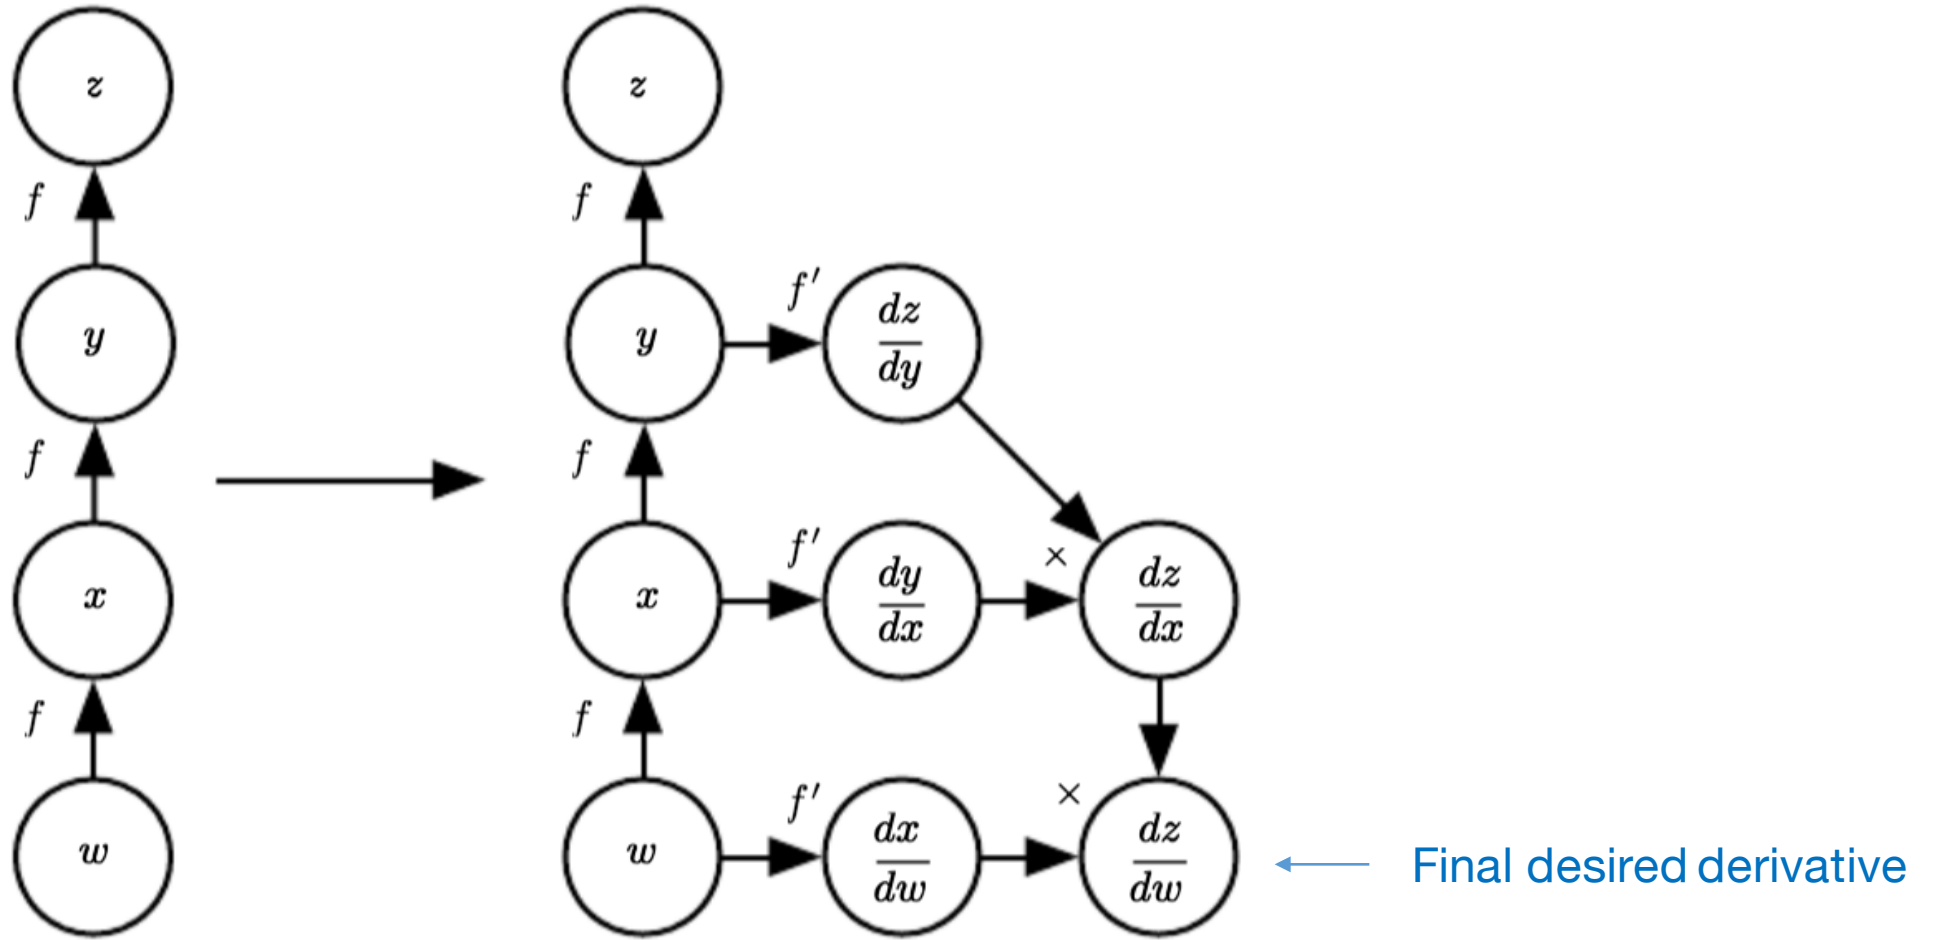 z z
f f
f′
y y dz/dy
f f
f′ ×
x x dy/dx dz/dx
f f
f′ ×
w w dx/dw dz/dw Final desired derivative